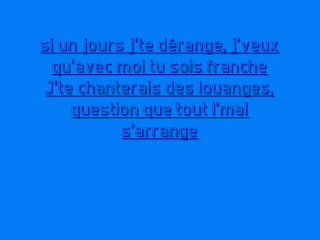 si un jours j'te dérange, j'veux
qu'avec moi tu sois franche
J'te chanterais des louanges,
question que tout l'mal
s'arrange